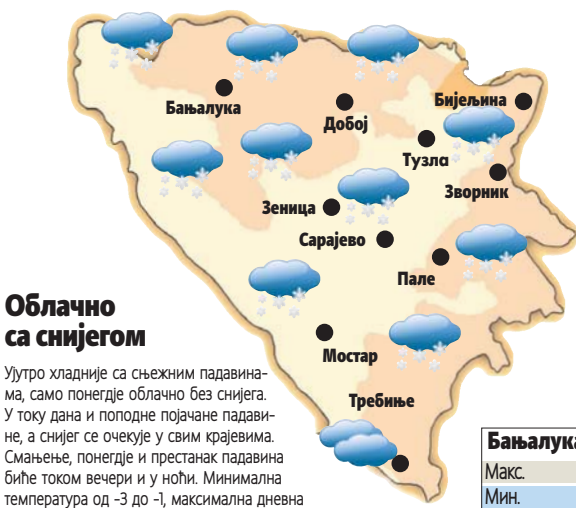 Бањалука
Добој
Бијељина
Тузла
Зворник
Зеница
Сарајево
Пале
Мостар
Требиње
Облачно
са снијегом
Ујутро хладније са сњежним падавина-
ма, само понегдје облачно без снијега.
У току дана и поподне појачане падави-
не, а снијег се очекује у свим крајевима.
Смањење, понегдје и престанак падавина
биће током вечери и у ноћи. Минимална
температура од -3 до -1, максимална дневна
Бањалука
Макс.
Мин.